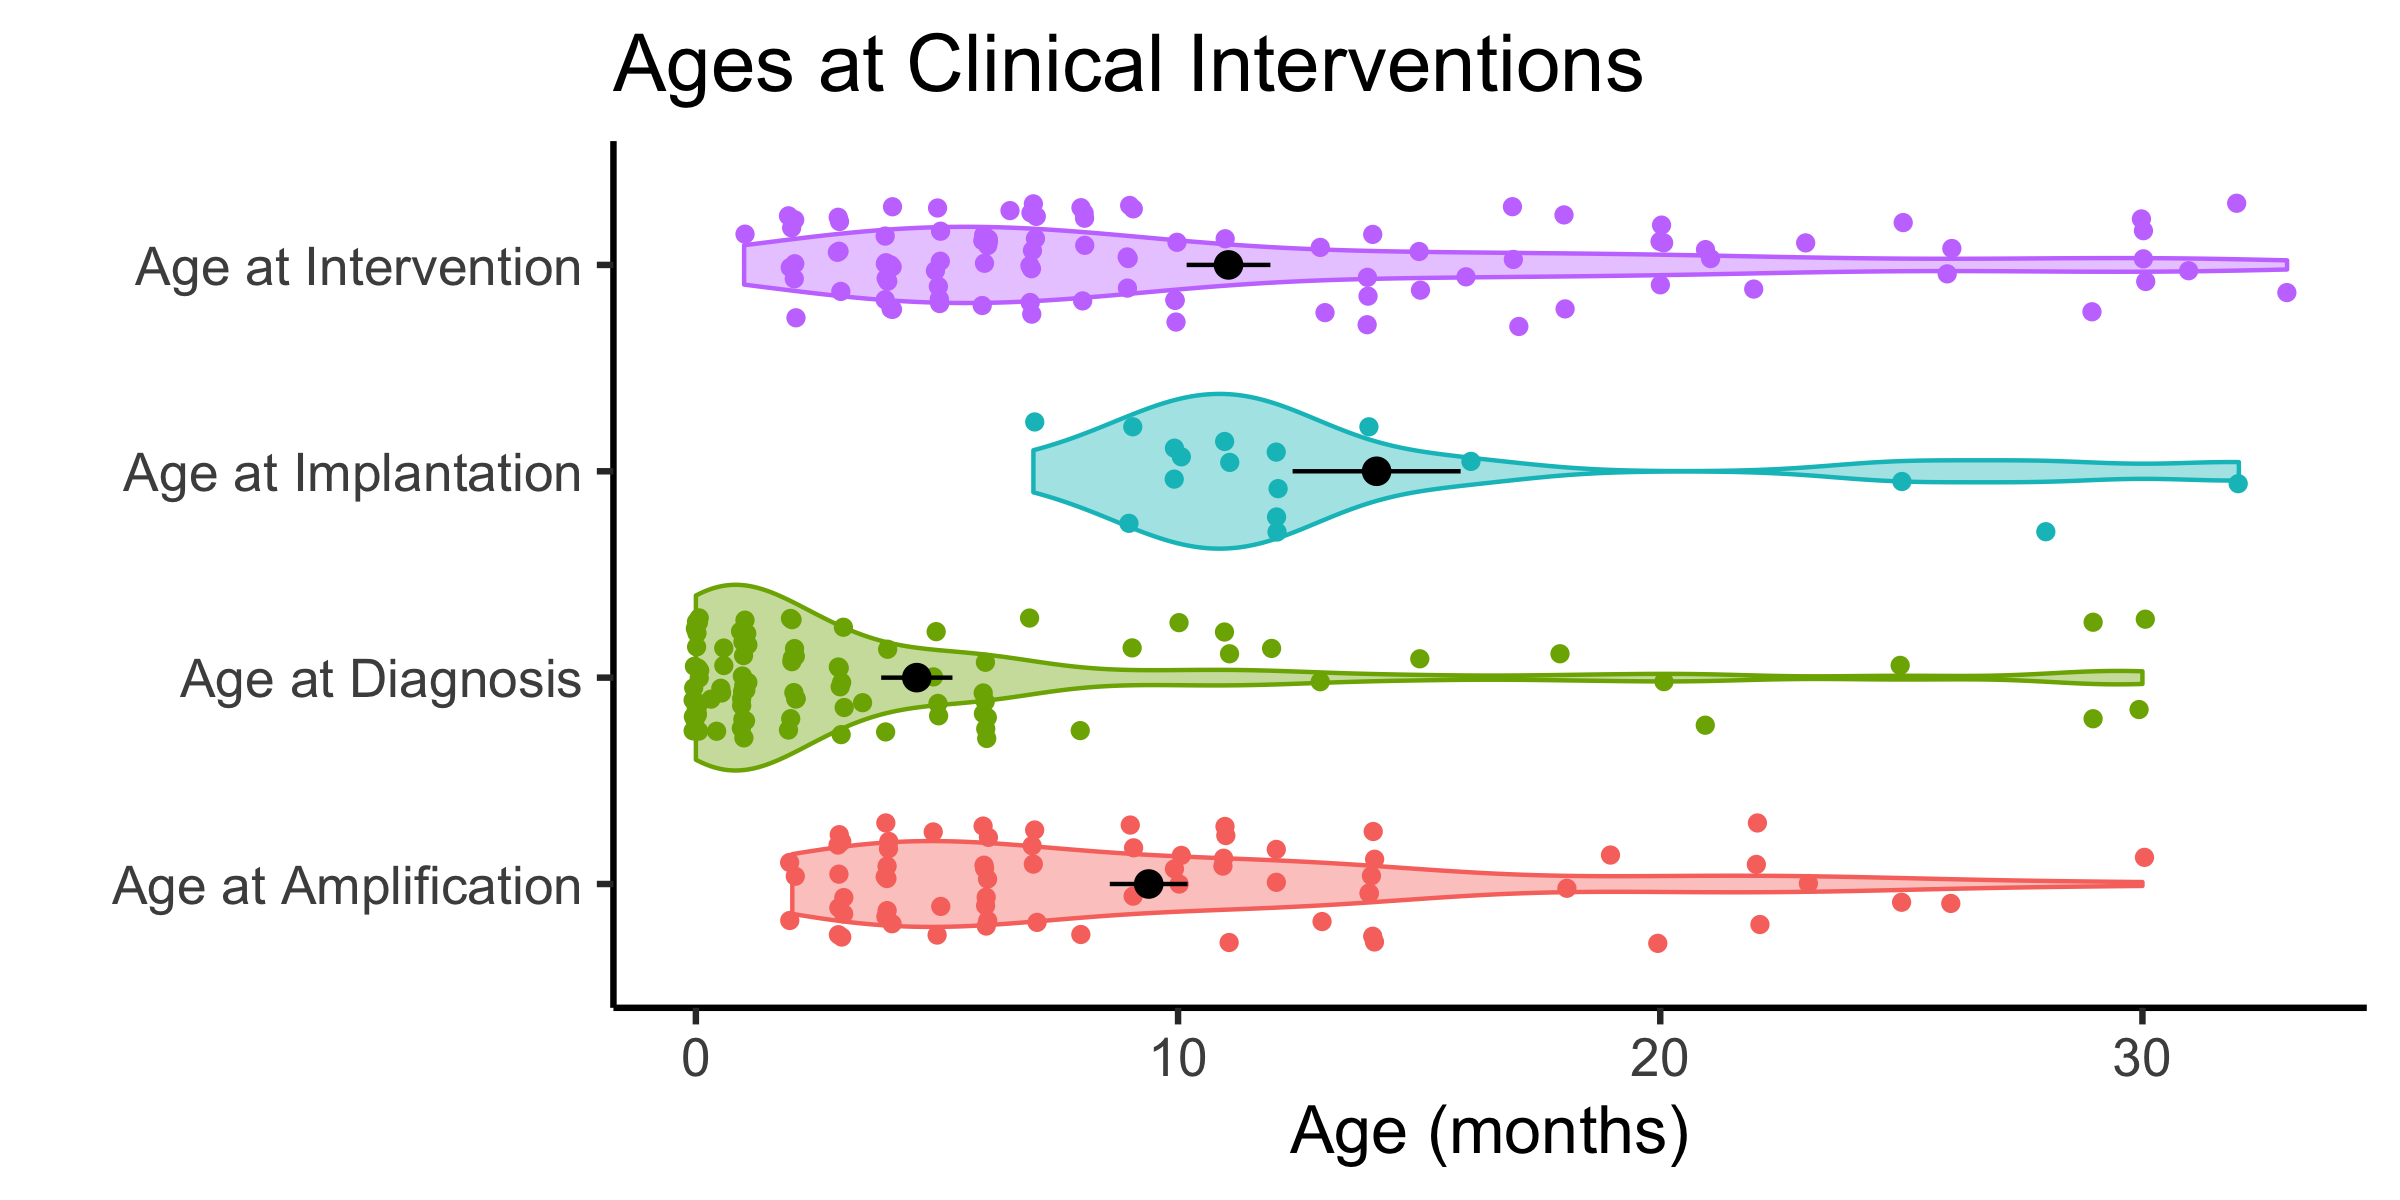 Ages at Clinical Interventions
Age at Intervention
Age at Implantation
Age at Diagnosis
Age at Amplification
0 10 20 30
Age (months)